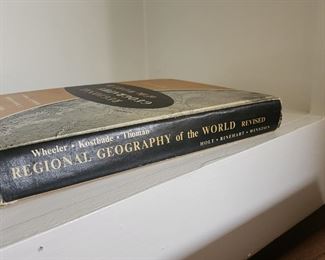 Wheeler • Kostbade • Thoman
REGIONAL GEOGRAPHY of the WORLD REVISED
HOLT • RINEHART • WINSTON